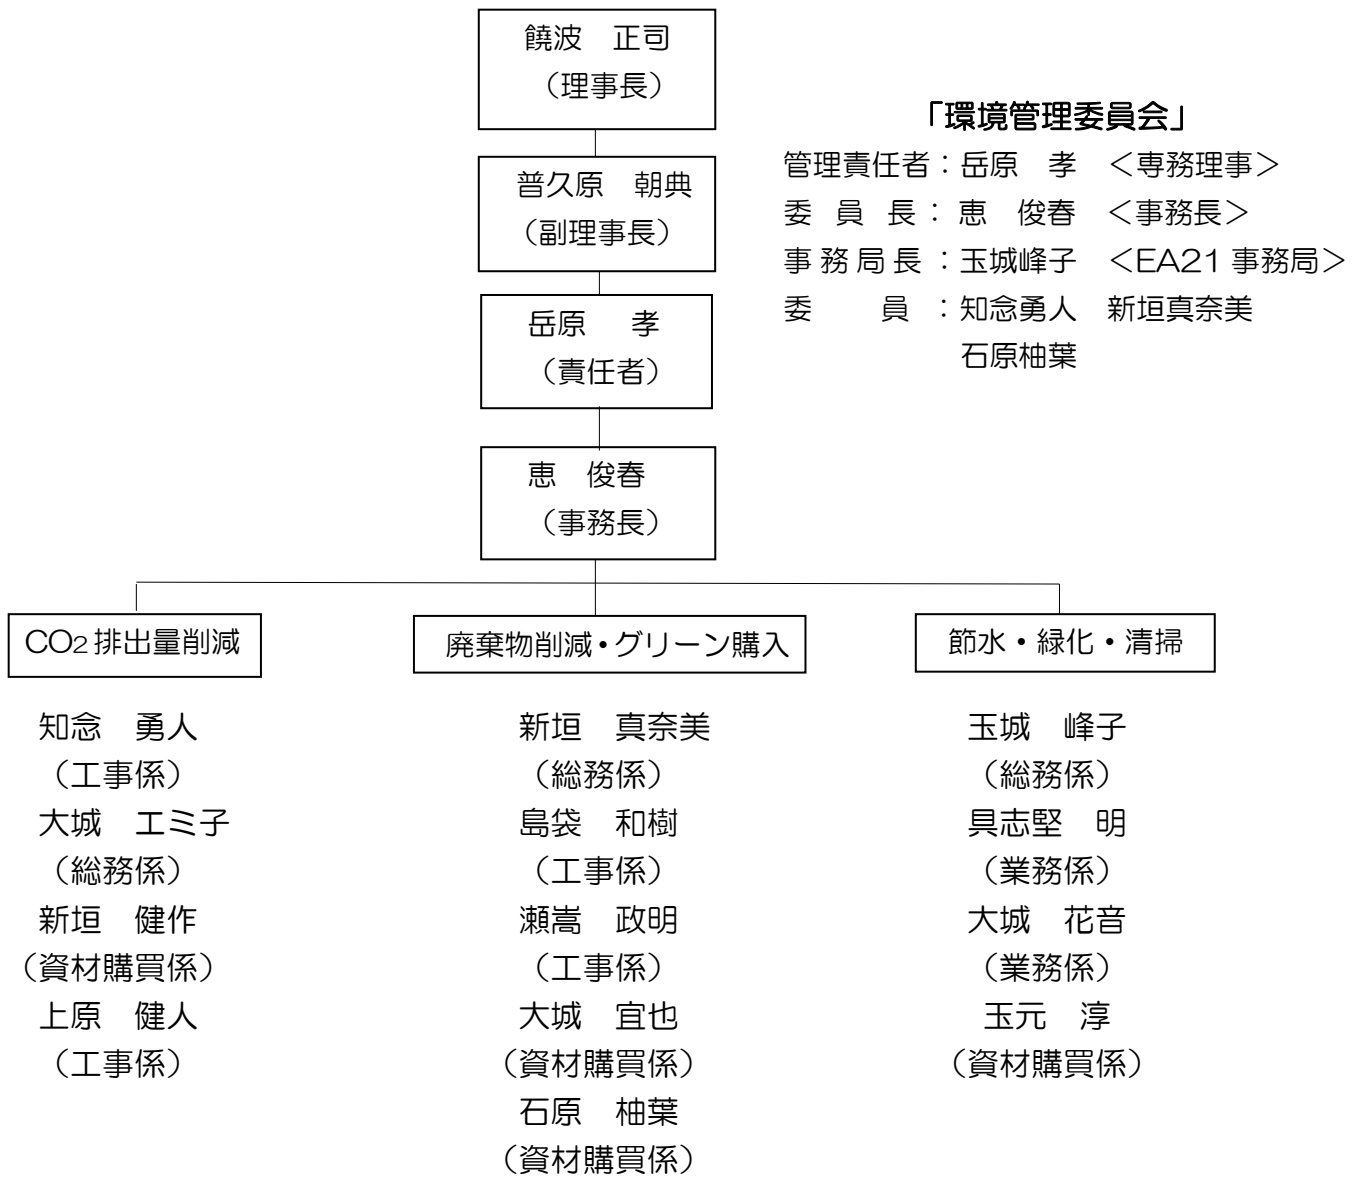 饒波　正司
（理事長）
普久原　朝典
（副理事長）
岳原　孝
（責任者）
恵　俊春
（事務長）
「環境管理委員会」
管理責任者：岳原　孝　＜専務理事＞
委員長：恵　俊春　＜事務長＞
事務局長：玉城峰子　＜EA21事務局＞
委員：知念勇人　新垣真奈美
石原柚葉
CO2排出量削減
知念　勇人
（工事係）
大城　エミ子
（総務係）
新垣　健作
（資材購買係）
上原　健人
（工事係）
廃棄物削減・グリーン購入
新垣　真奈美
（総務係）
島袋　和樹
（工事係）
瀬嵩　政明
（工事係）
大城　宜也
（資材購買係）
石原　柚葉
（資材購買係）
節水・緑化・清掃
玉城　峰子
（総務係）
具志堅　明
（業務係）
大城　花音
（業務係）
玉元　淳
（資材購買係）